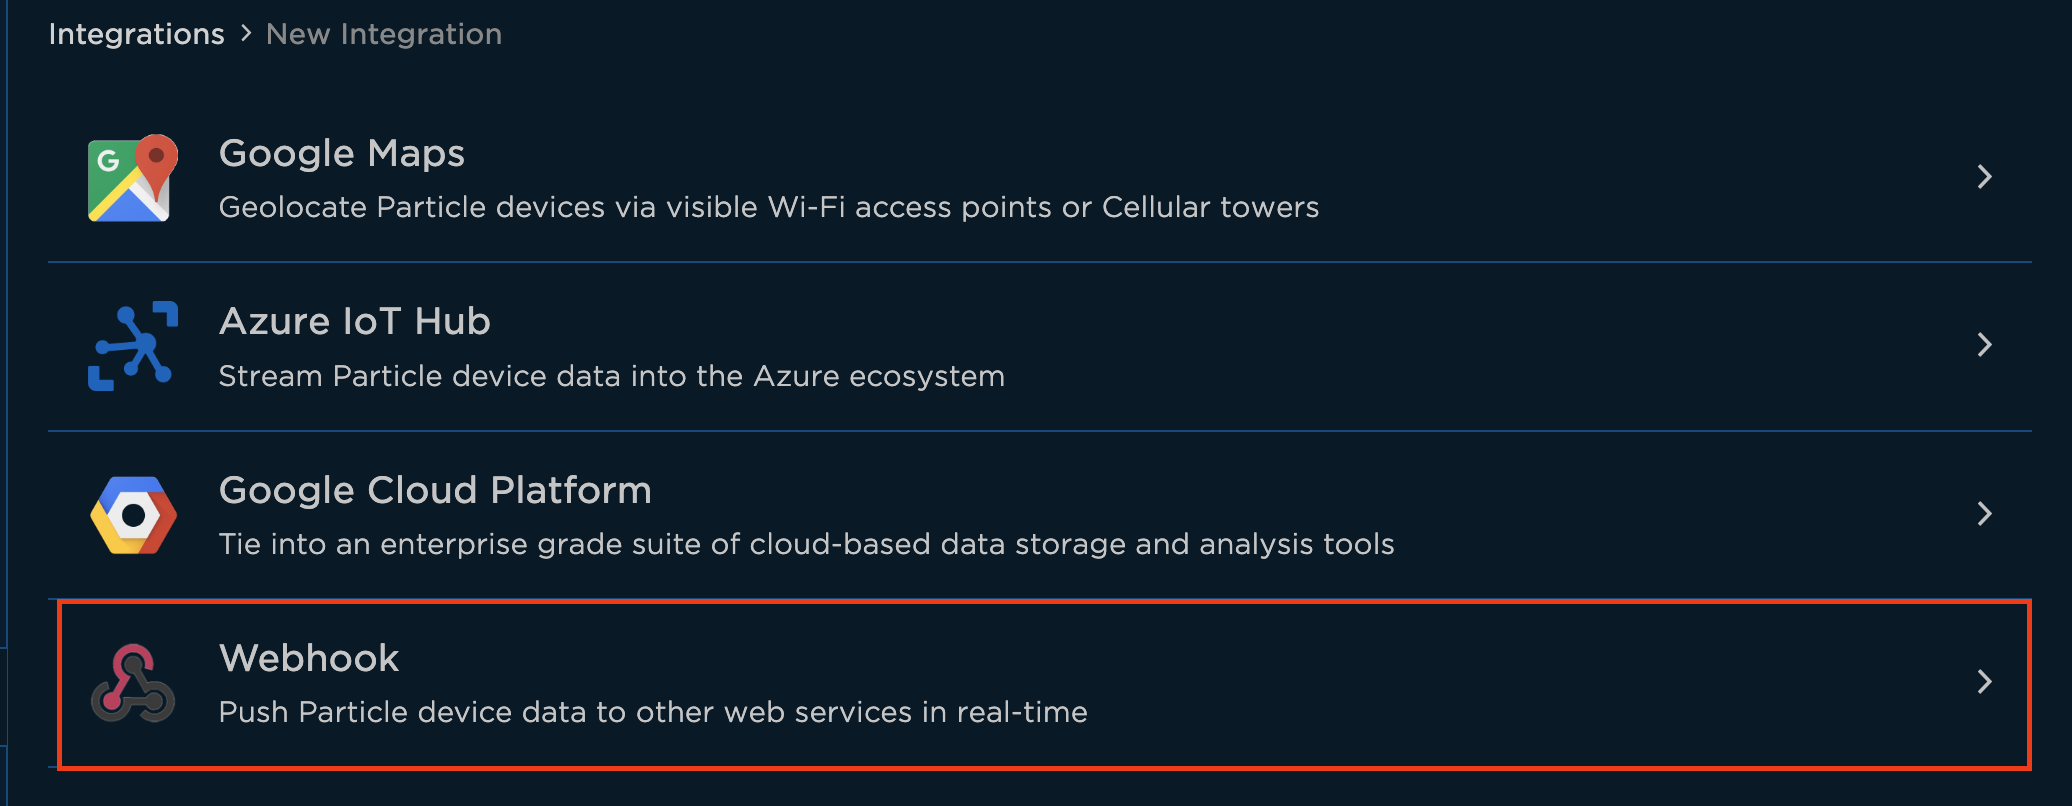 Integrations > New Integration
Google Maps
Geolocate Particle devices via visible Wi-Fi access points or Cellular towers
Azure IoT Hub
Stream Particle device data into the Azure ecosystem
Google Cloud Platform
Tie into an enterprise grade suite of cloud-based data storage and analysis tools
Webhook
Push Particle device data to other web services in real-time